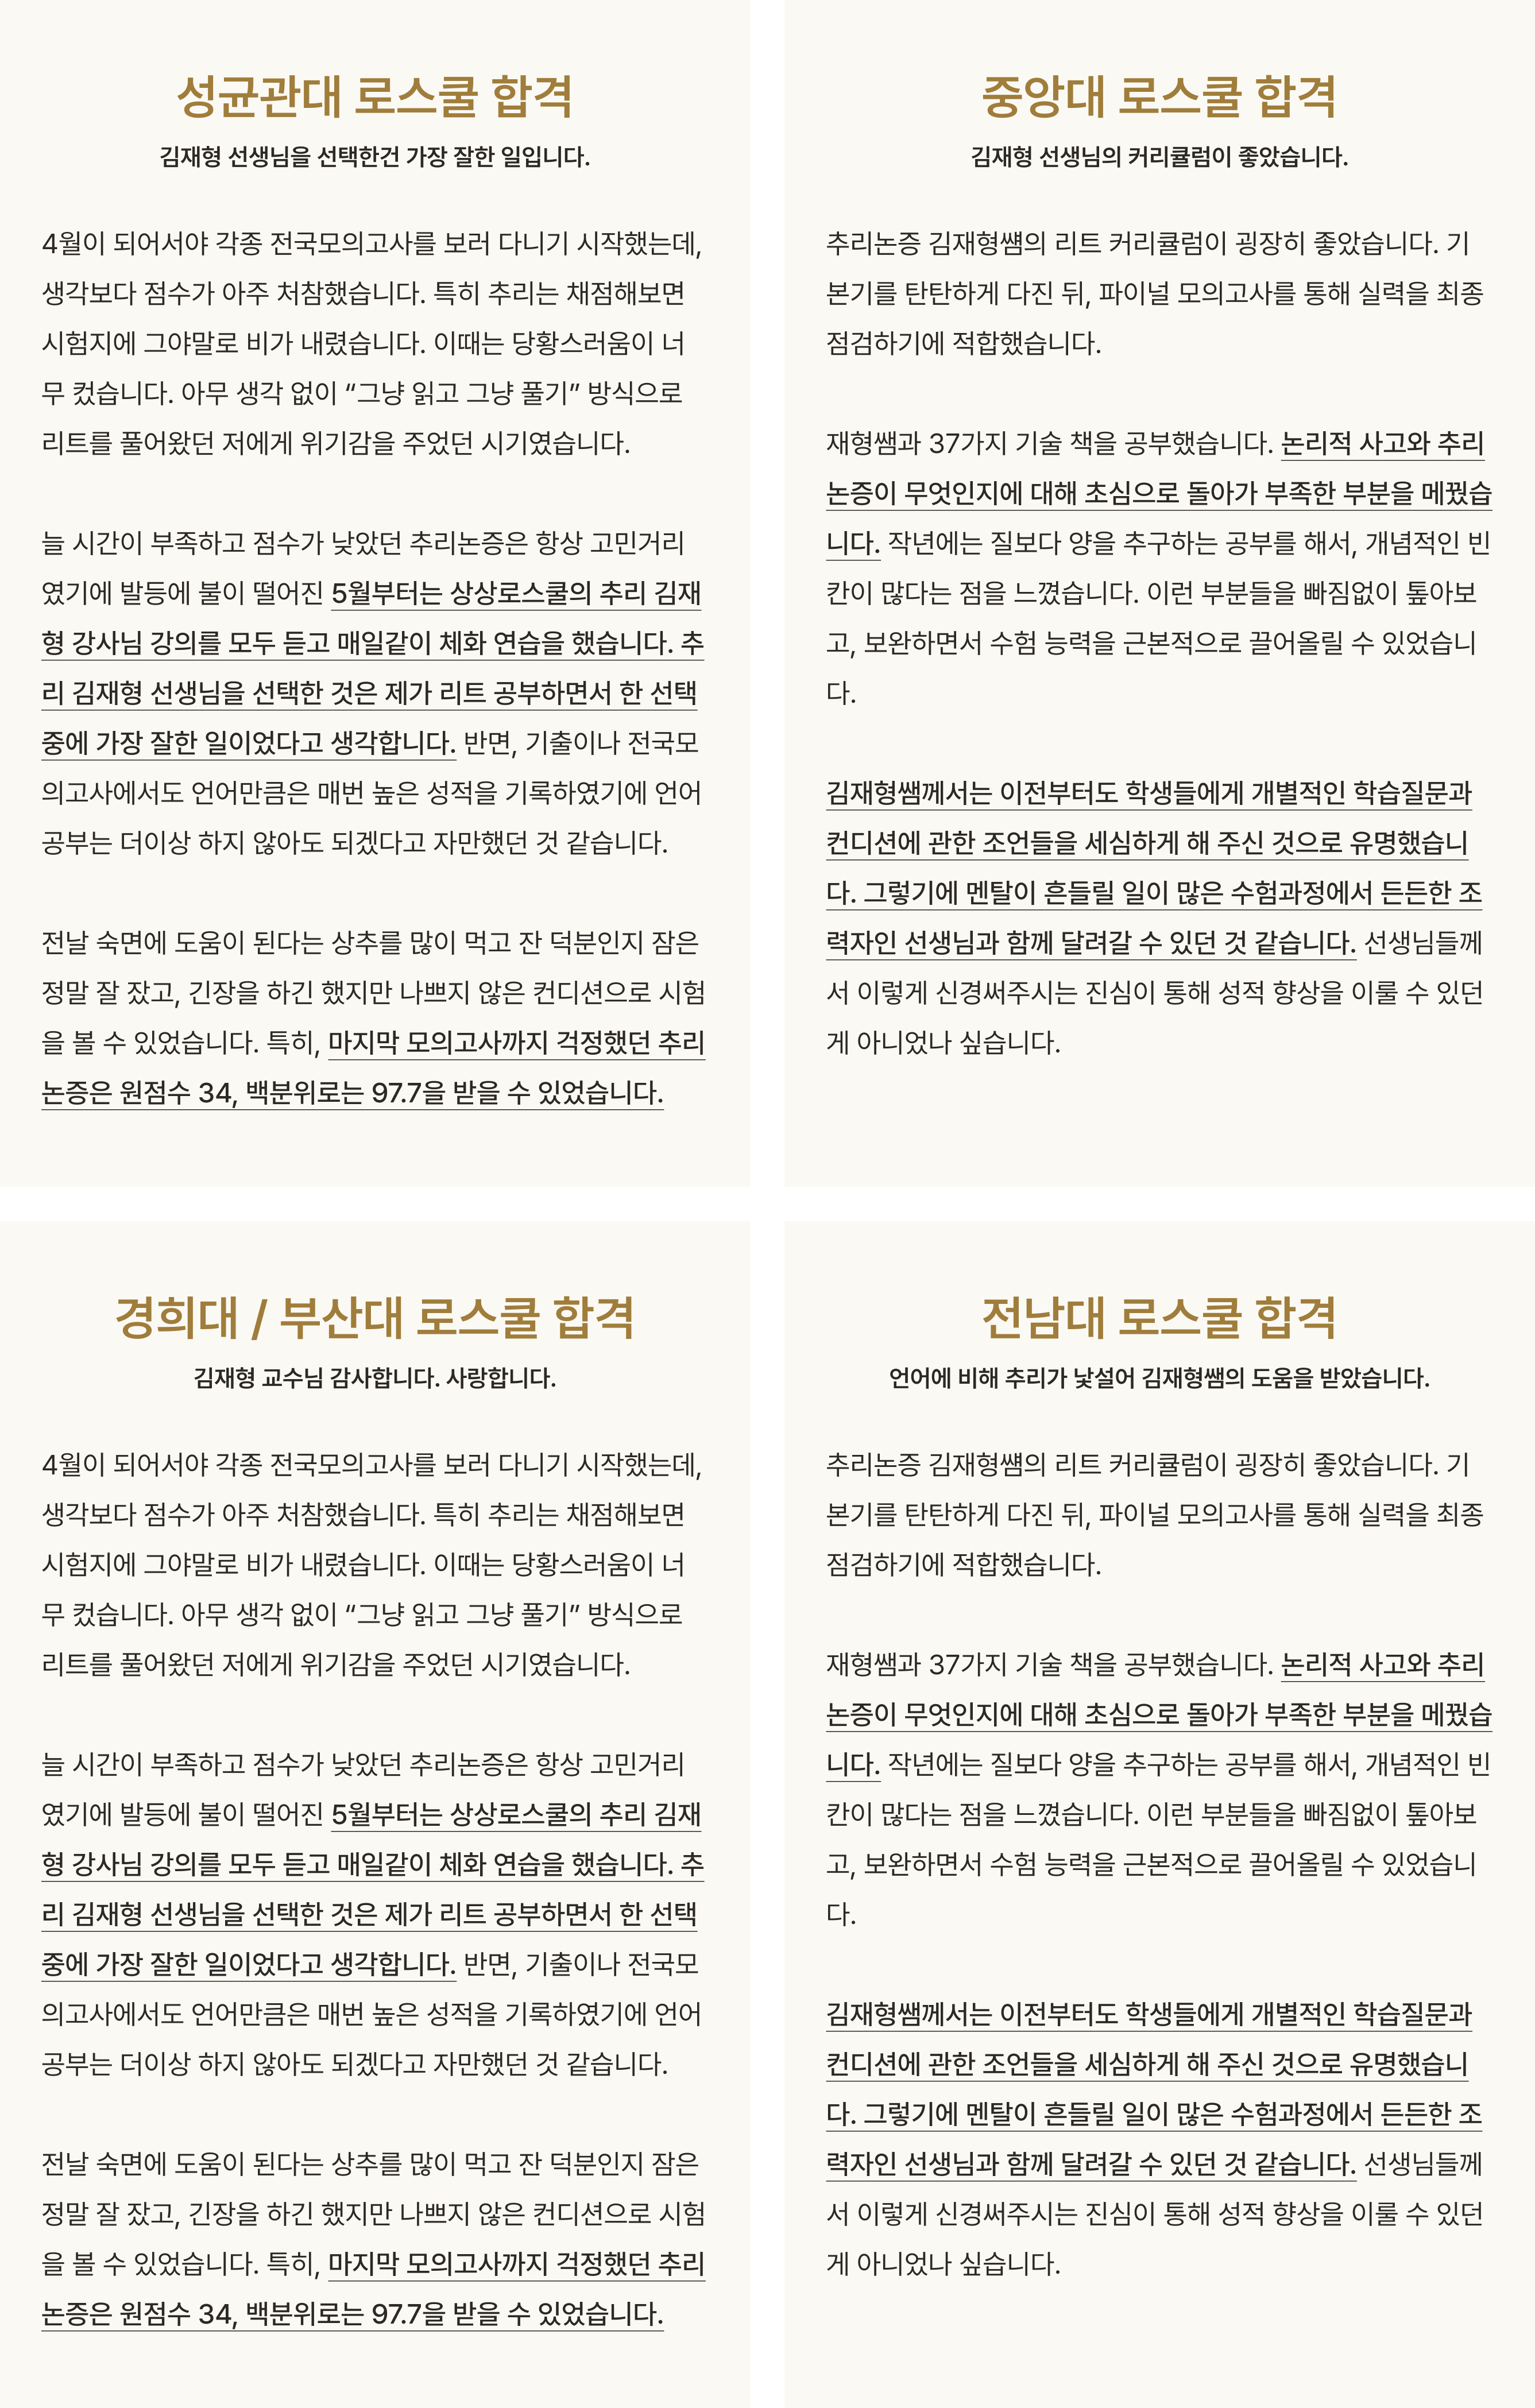 성균관대 로스쿨 합격
김재형 선생님을 선택한건 가장 잘한 일입니다.
4월이 되어서야 각종 전국모의고사를 보러 다니기 시작했는데,
생각보다 점수가 아주 처참했습니다. 특히 추리는 채점해보면
시험지에 그야말로 비가 내렸습니다. 이때는 당황스러움이 너
무 컸습니다. 아무 생각 없이 “그냥 읽고 그냥 풀기” 방식으로
리트를 풀어왔던 저에게 위기감을 주었던 시기였습니다.
늘 시간이 부족하고 점수가 낮았던 추리논증은 항상 고민거리
였기에 발등에 불이 떨어진 5월부터는 상상로스쿨의 추리 김재
형 강사님 강의를 모두 듣고 매일같이 체화 연습을 했습니다. 추
리 김재형 선생님을 선택한 것은 제가 리트 공부하면서 한 선택
중에 가장 잘한 일이었다고 생각합니다. 반면, 기출이나 전국모
의고사에서도 언어만큼은 매번 높은 성적을 기록하였기에 언어
공부는 더이상 하지 않아도 되겠다고 자만했던 것 같습니다.
전날 숙면에 도움이 된다는 상추를 많이 먹고 잔 덕분인지 잠은
정말 잘 잤고, 긴장을 하긴 했지만 나쁘지 않은 컨디션으로 시험
을 볼 수 있었습니다. 특히, 마지막 모의고사까지 걱정했던 추리
논증은 원점수 34, 백분위로는 97.7을 받을 수 있었습니다.
중앙대 로스쿨 합격
김재형 선생님의 커리큘럼이 좋았습니다.
추리논증 김재형썜의 리트 커리큘럼이 굉장히 좋았습니다. 기
본기를 탄탄하게 다진 뒤, 파이널 모의고사를 통해 실력을 최종
점검하기에 적합했습니다.
재형쌤과 37가지 기술 책을 공부했습니다. 논리적 사고와 추리
논증이 무엇인지에 대해 초심으로 돌아가 부족한 부분을 메꿨습
니다. 작년에는 질보다 양을 추구하는 공부를 해서, 개념적인 빈
칸이 많다는 점을 느꼈습니다. 이런 부분들을 빠짐없이 톺아보
고, 보완하면서 수험 능력을 근본적으로 끌어올릴 수 있었습니
다.
김재형쌤께서는 이전부터도 학생들에게 개별적인 학습질문과
컨디션에 관한 조언들을 세심하게 해 주신 것으로 유명했습니
다. 그렇기에 멘탈이 흔들릴 일이 많은 수험과정에서 든든한 조
력자인 선생님과 함께 달려갈 수 있던 것 같습니다. 선생님들께
서 이렇게 신경써주시는 진심이 통해 성적 향상을 이룰 수 있던
게 아니었나 싶습니다.
경희대 / 부산대 로스쿨 합격
김재형 교수님 감사합니다. 사랑합니다.
4월이 되어서야 각종 전국모의고사를 보러 다니기 시작했는데,
생각보다 점수가 아주 처참했습니다. 특히 추리는 채점해보면
시험지에 그야말로 비가 내렸습니다. 이때는 당황스러움이 너
무 컸습니다. 아무 생각 없이 “그냥 읽고 그냥 풀기” 방식으로
리트를 풀어왔던 저에게 위기감을 주었던 시기였습니다.
늘 시간이 부족하고 점수가 낮았던 추리논증은 항상 고민거리
였기에 발등에 불이 떨어진 5월부터는 상상로스쿨의 추리 김재
형 강사님 강의를 모두 듣고 매일같이 체화 연습을 했습니다. 추
리 김재형 선생님을 선택한 것은 제가 리트 공부하면서 한 선택
중에 가장 잘한 일이었다고 생각합니다. 반면, 기출이나 전국모
의고사에서도 언어만큼은 매번 높은 성적을 기록하였기에 언어
공부는 더이상 하지 않아도 되겠다고 자만했던 것 같습니다.
전날 숙면에 도움이 된다는 상추를 많이 먹고 잔 덕분인지 잠은
정말 잘 잤고, 긴장을 하긴 했지만 나쁘지 않은 컨디션으로 시험
을 볼 수 있었습니다. 특히, 마지막 모의고사까지 걱정했던 추리
논증은 원점수 34, 백분위로는 97.7을 받을 수 있었습니다.
전남대 로스쿨 합격
언어에 비해 추리가 낯설어 김재형쌤의 도움을 받았습니다.
추리논증 김재형썜의 리트 커리큘럼이 굉장히 좋았습니다. 기
본기를 탄탄하게 다진 뒤, 파이널 모의고사를 통해 실력을 최종
점검하기에 적합했습니다.
재형쌤과 37가지 기술 책을 공부했습니다. 논리적 사고와 추리
논증이 무엇인지에 대해 초심으로 돌아가 부족한 부분을 메꿨습
니다. 작년에는 질보다 양을 추구하는 공부를 해서, 개념적인 빈
칸이 많다는 점을 느꼈습니다. 이런 부분들을 빠짐없이 톺아보
고, 보완하면서 수험 능력을 근본적으로 끌어올릴 수 있었습니
다.
김재형쌤께서는 이전부터도 학생들에게 개별적인 학습질문과
컨디션에 관한 조언들을 세심하게 해 주신 것으로 유명했습니
다. 그렇기에 멘탈이 흔들릴 일이 많은 수험과정에서 든든한 조
력자인 선생님과 함께 달려갈 수 있던 것 같습니다. 선생님들께
서 이렇게 신경써주시는 진심이 통해 성적 향상을 이룰 수 있던
게 아니었나 싶습니다.